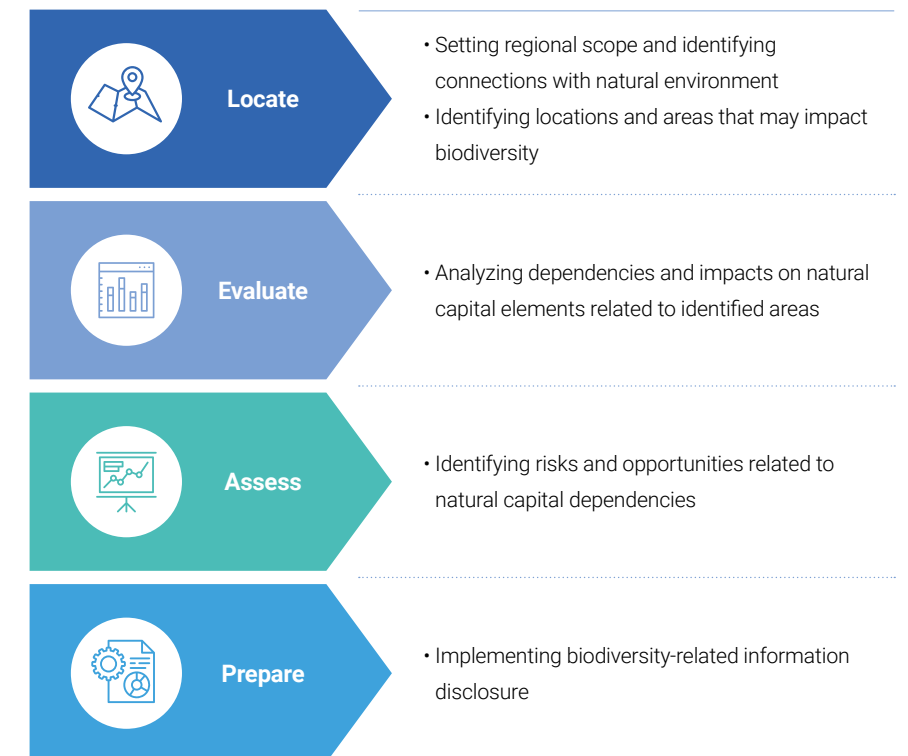 Locate
• Setting regional scope and identifying
connections with natural environment
• Identifying locations and areas that may impact
biodiversity
Evaluate
• Analyzing dependencies and impacts on natural
capital elements related to identified areas
Assess
• Identifying risks and opportunities related to
natural capital dependencies
Prepare
• Implementing biodiversity-related information
disclosure